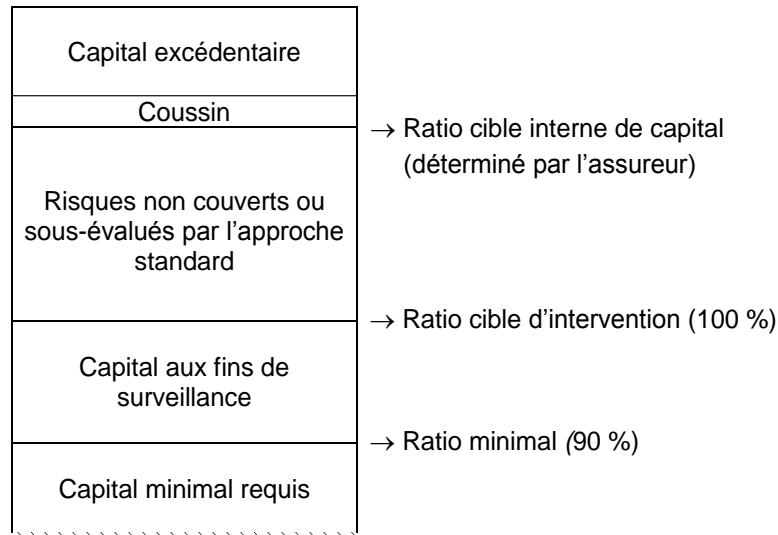 Capital excédentaire
Coussin
→ Ratio cible interne de capital
(déterminé par l'assureur)
Risques non couverts ou
sous-évalués par l'approche
standard
→ Ratio cible d'intervention (100 %)
Capital aux fins de
surveillance
→ Ratio minimal (90 %)
Capital minimal requis